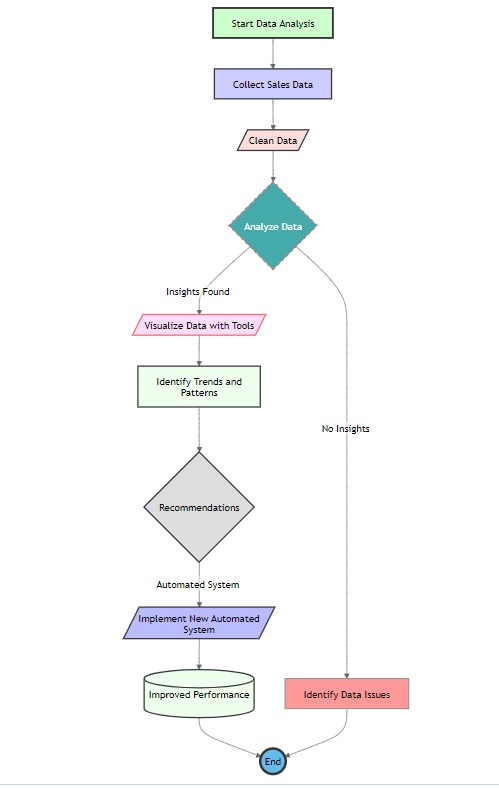 Start Data Analysis
Collect Sales Data
Clean Data
Analyze Data
Insights Found
Visualize Data with Tools
Identify Trends and
Patterns
No Insights
Recommendations
Automated System
Implement New Automated
System
Improved Performance
Identify Data Issues
End